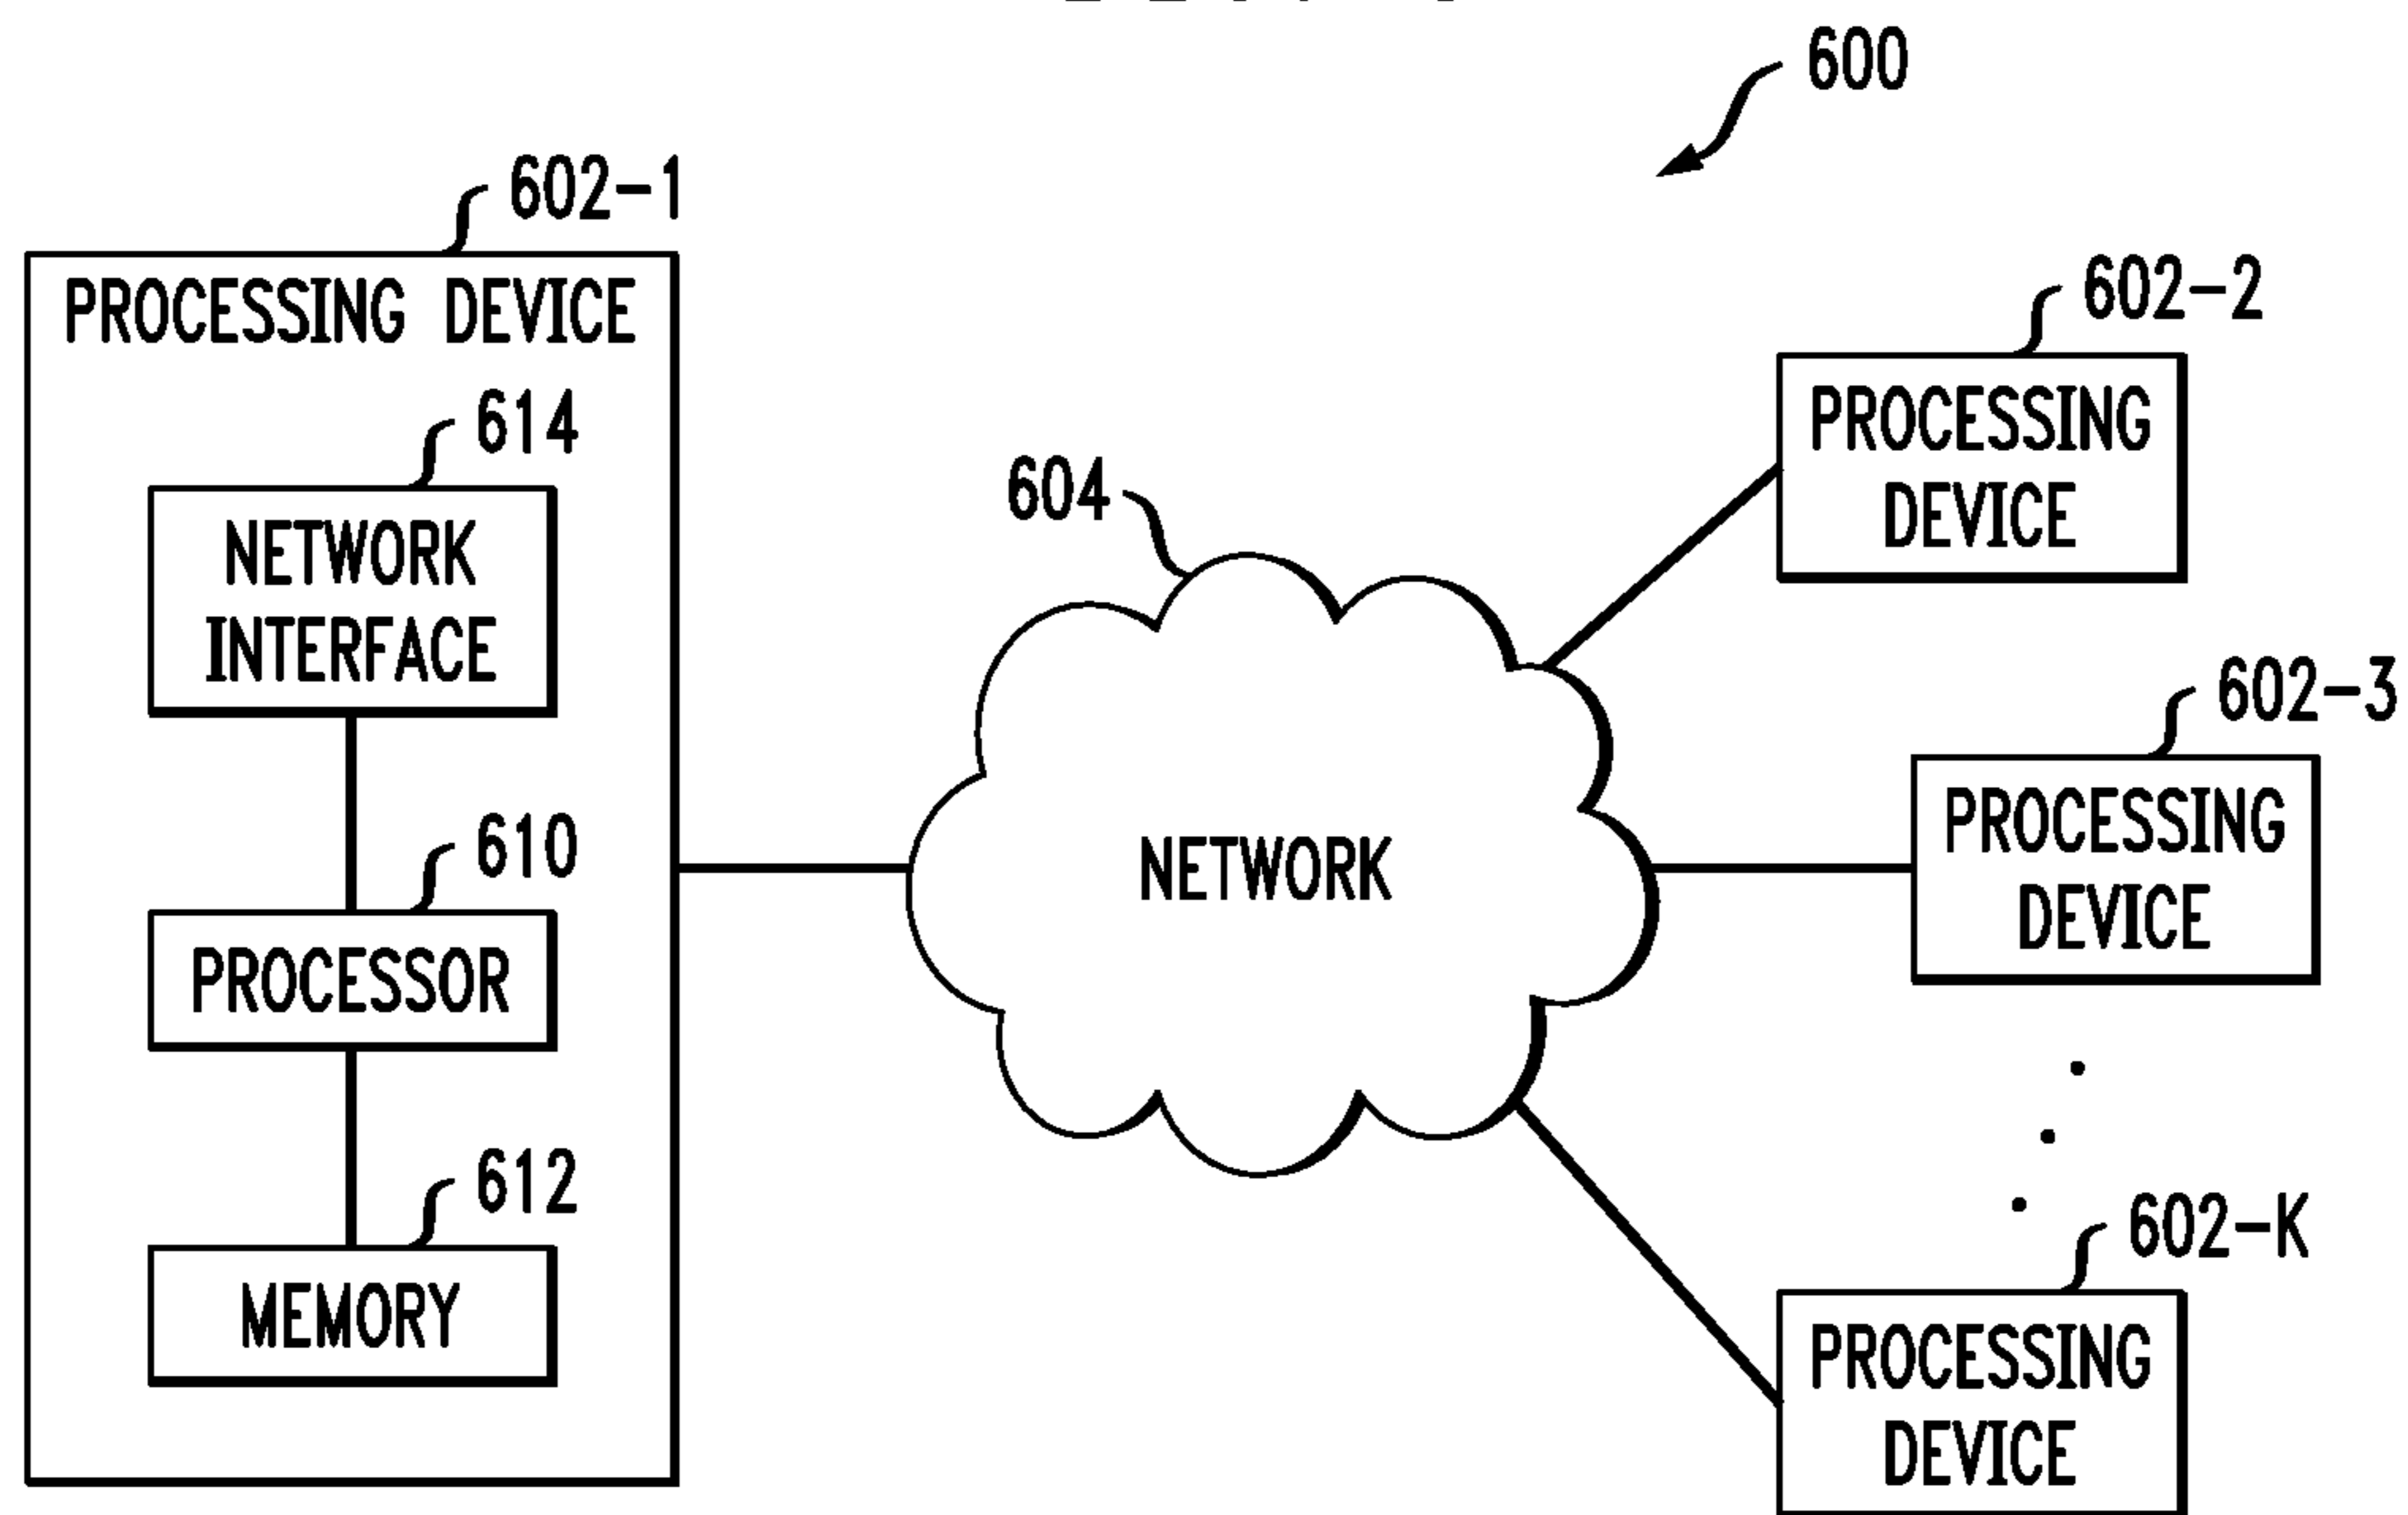 600
602-1
PROCESSING DEVICE
614
NETWORK
INTERFACE
610
PROCESSOR
612
MEMORY
604
NETWORK
602-2
PROCESSING
DEVICE
602-3
PROCESSING
DEVICE
602-K
PROCESSING
DEVICE